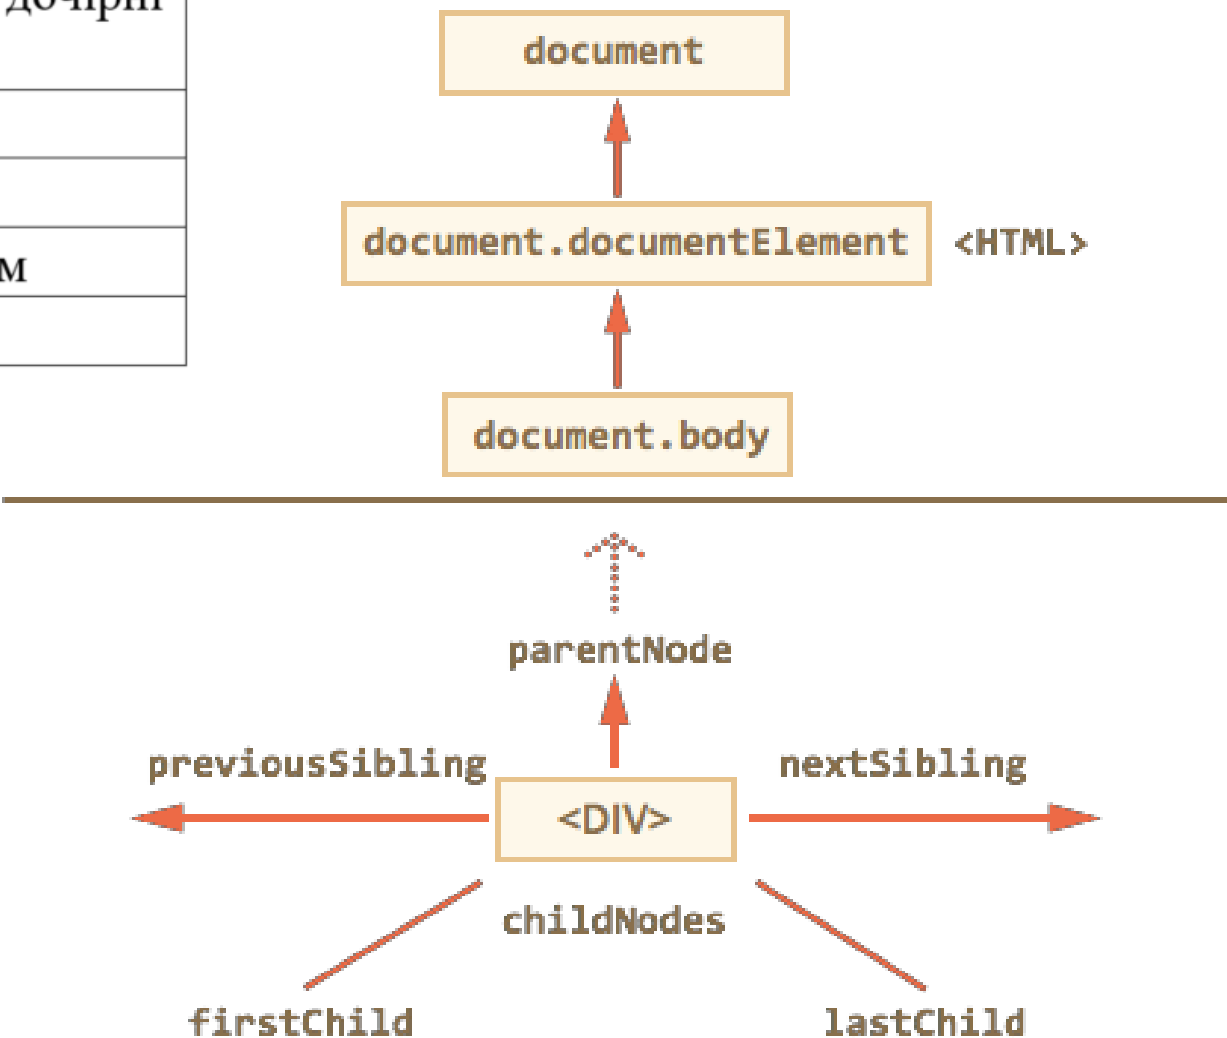 document
document.documentElement <HTML>
м
document.body
parentNode
previousSibling nextSibling
<DIV>
childNodes
firstChild lastChild